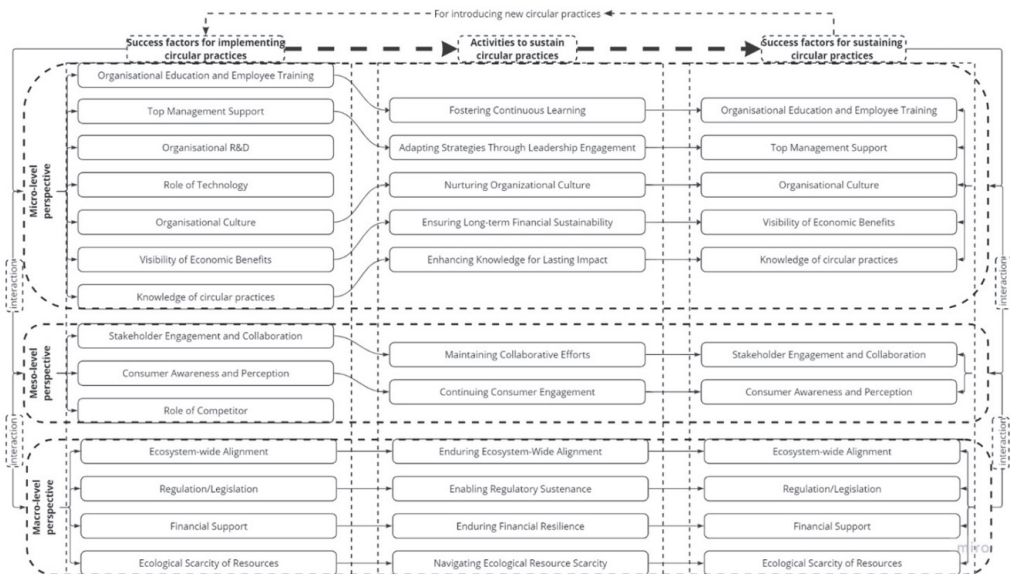 For introducing new circular practices
Success factors for implementing
circular practices
Activities to sustain
circular practices
Success factors for sustaining
circular practices
Micro-level
perspective
Organisational Education and Employee Training
Top Management Support
Organisational R&D
Role of Technology
Organisational Culture
Visibility of Economic Benefits
Knowledge of circular practices
Fostering Continuous Learning
Adapting Strategies Through Leadership Engagement
Nurturing Organizational Culture
Ensuring Long-term Financial Sustainability
Enhancing Knowledge for Lasting Impact
Organisational Education and Employee Training
Top Management Support
Organisational Culture
Visibility of Economic Benefits
Knowledge of circular practices
interaction
interaction
Meso-level
perspective
Stakeholder Engagement and Collaboration
Consumer Awareness and Perception
Role of Competitor
Maintaining Collaborative Efforts
Continuing Consumer Engagement
Stakeholder Engagement and Collaboration
Consumer Awareness and Perception
interaction
interaction
Macro-level
perspective
Ecosystem-wide Alignment
Regulation/Legislation
Financial Support
Ecological Scarcity of Resources
Enduring Ecosystem-Wide Alignment
Enabling Regulatory Sustenance
Enduring Financial Resilience
Navigating Ecological Resource Scarcity
Ecosystem-wide Alignment
Regulation/Legislation
Financial Support
Ecological Scarcity of Resources
miro